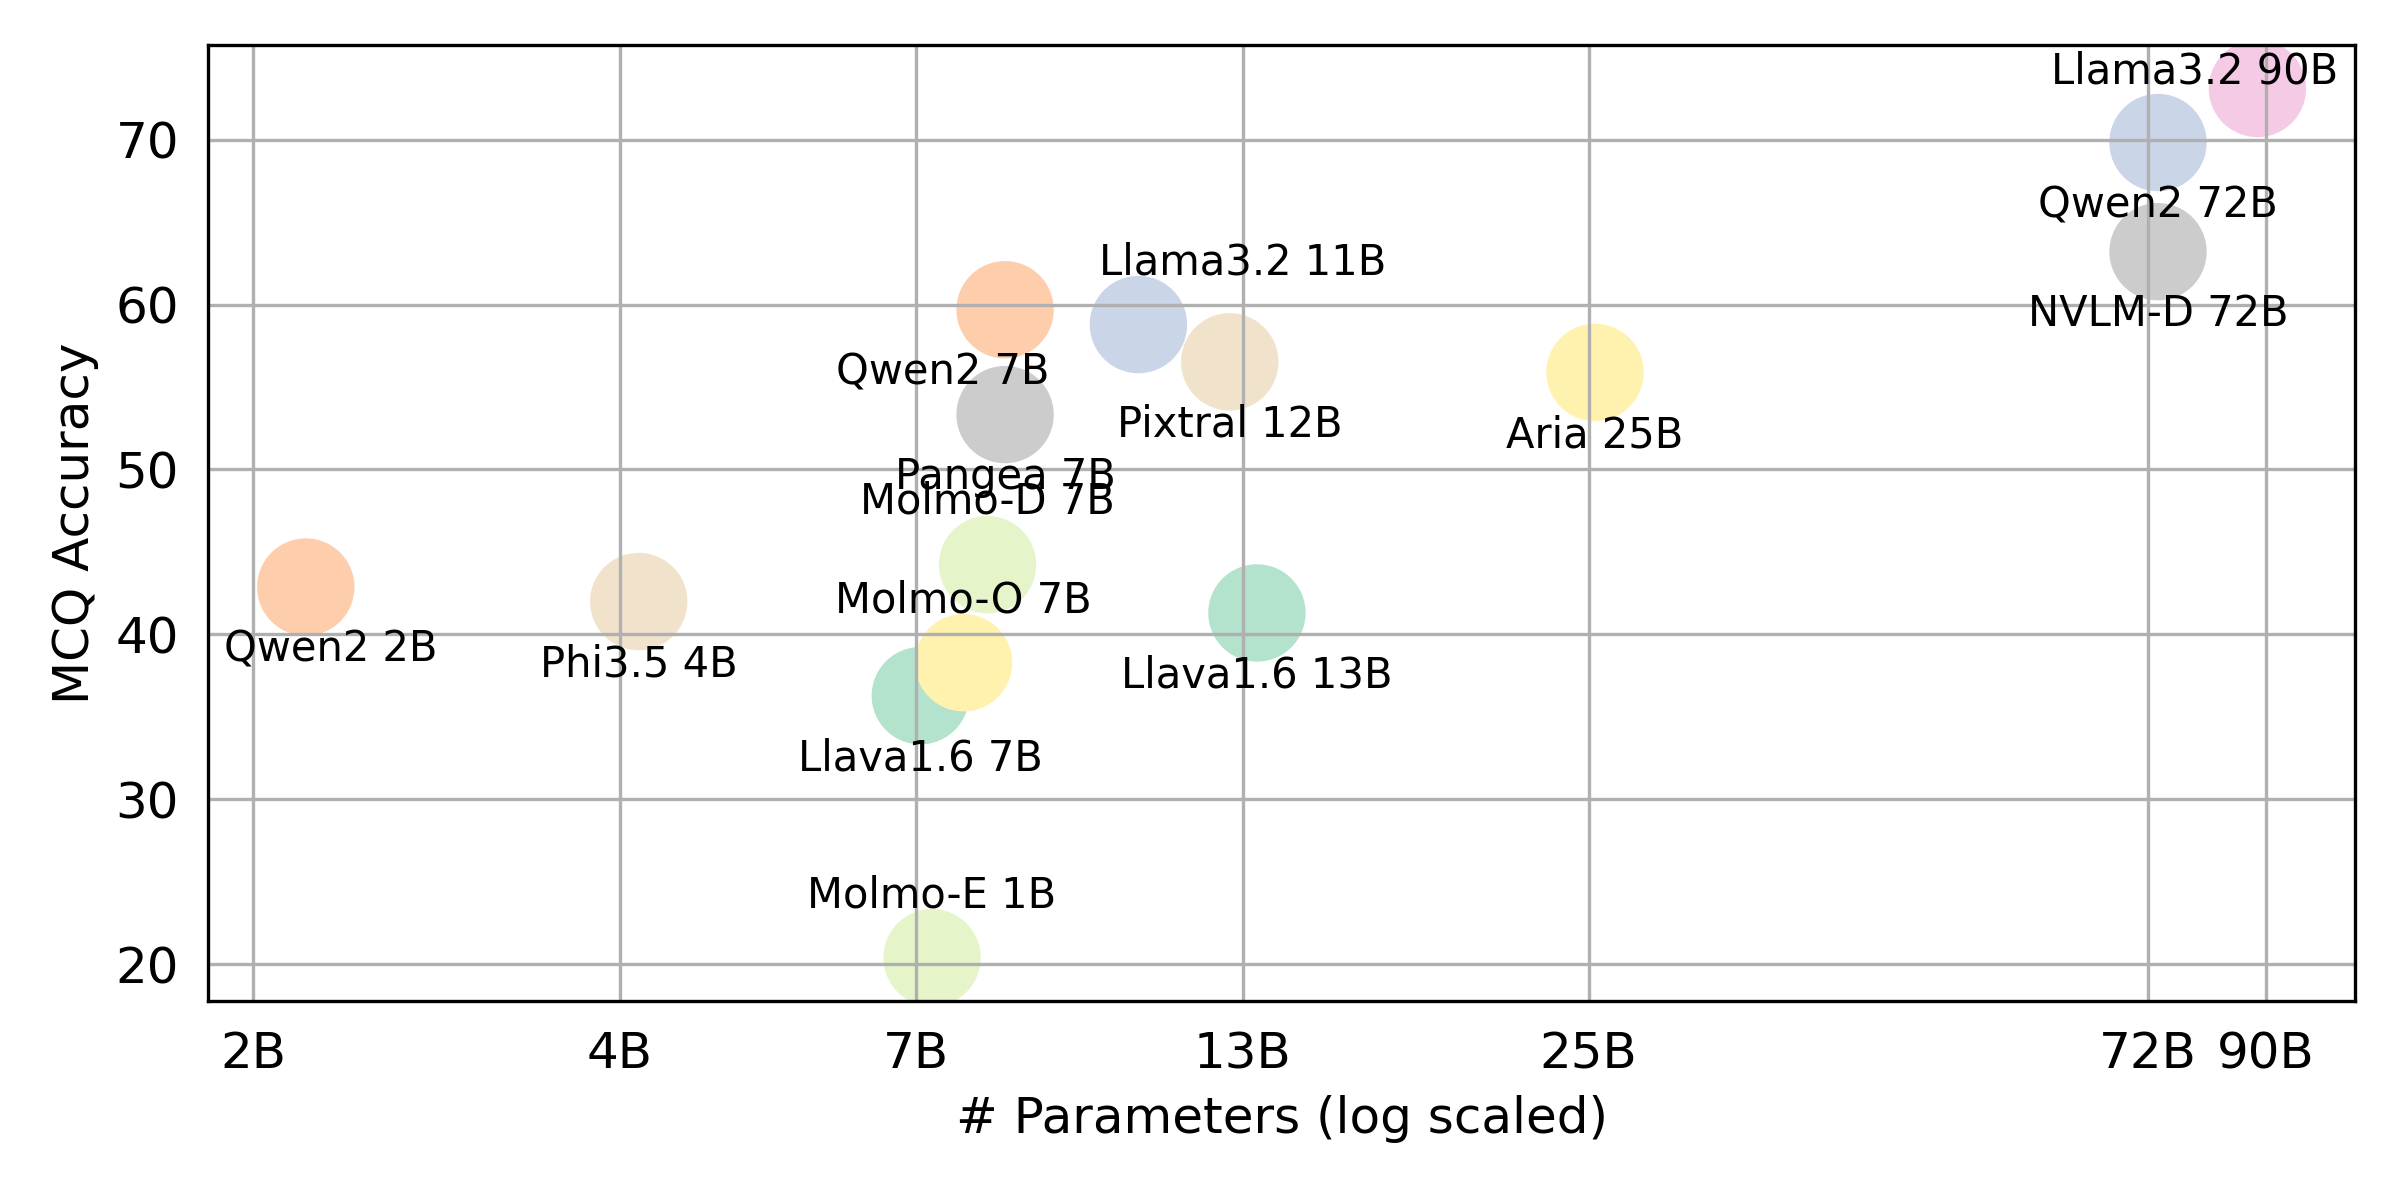 Llama3.2 90B
70
Qwen2 72B
Llama3.2 11B
60
NVLM-D 72B
Qwen2 7B
Pixtral 12B
Aria 25B
50
Pangea 7B
Molmo-D 7B
Molmo-O 7B
40
Qwen2 2B
Phi3.5 4B
Llava1.6 13B
Llava1.6 7B
30
Molmo-E 1B
20
MCQ Accuracy
2B 4B 7B 13B 25B 72B 90B
# Parameters (log scaled)